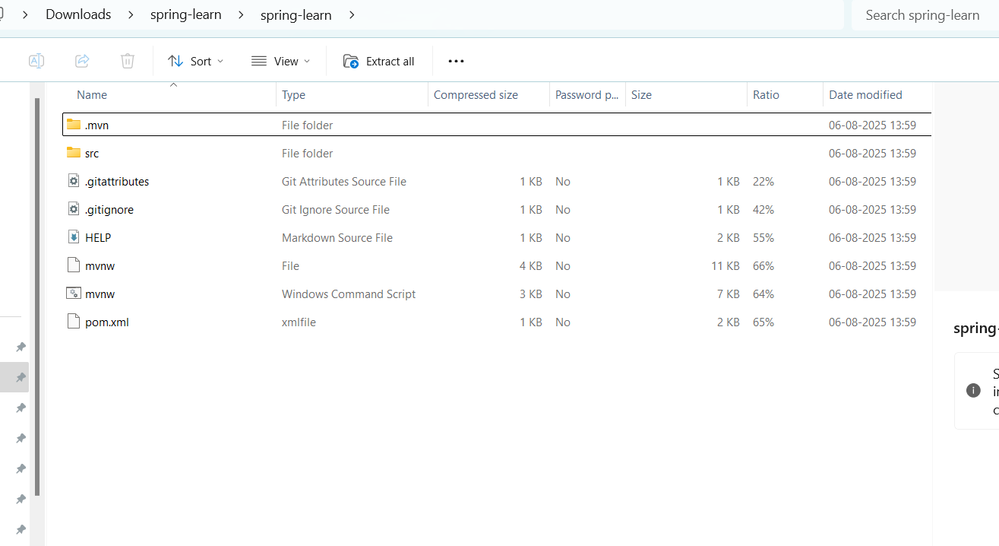 Downloads > spring-learn > spring-learn > Search spring-learn
Sort View Extract all
Name Type Compressed size Password p... Size Ratio Date modified
.mvn File folder 06-08-2025 13:59
src File folder 06-08-2025 13:59
.gitattributes Git Attributes Source File 1 KB No 1 KB 22% 06-08-2025 13:59
.gitignore Git Ignore Source File 1 KB No 1 KB 42% 06-08-2025 13:59
HELP Markdown Source File 1 KB No 2 KB 55% 06-08-2025 13:59
mvnw File 4 KB No 11 KB 66% 06-08-2025 13:59
mvnw Windows Command Script 3 KB No 7 KB 64% 06-08-2025 13:59
pom.xml xmlfile 1 KB No 2 KB 65% 06-08-2025 13:59
spring-